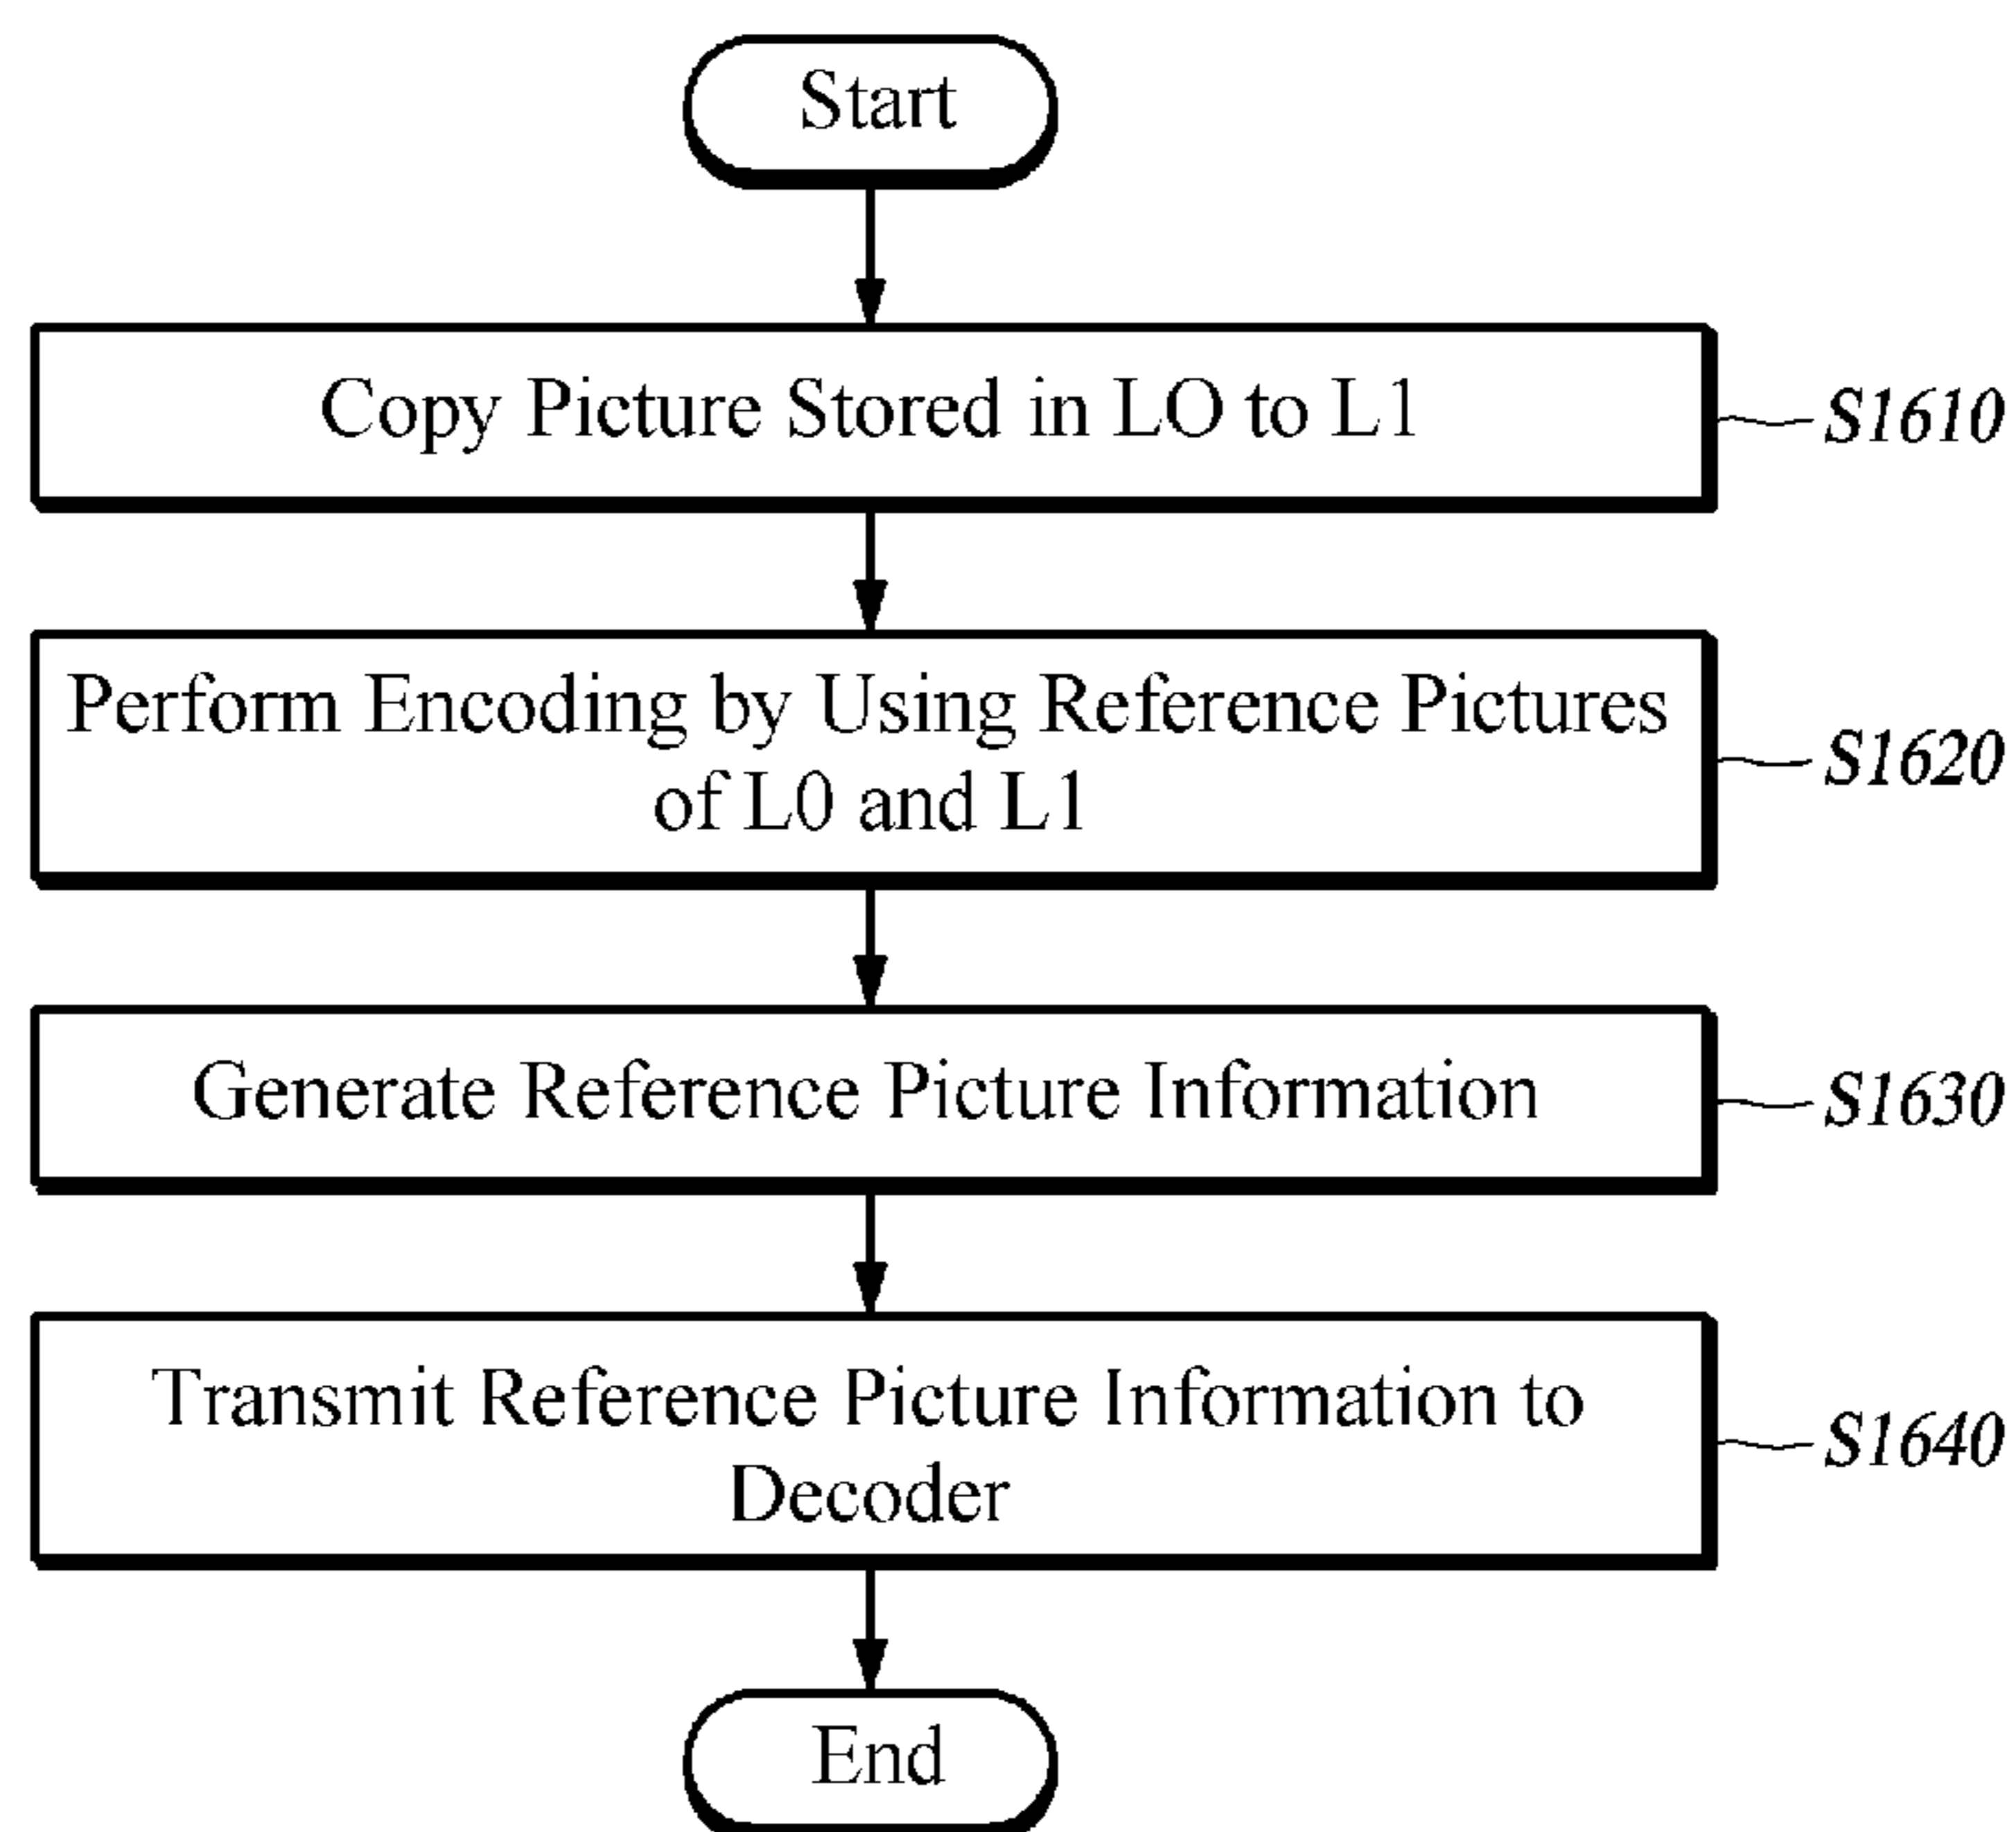 Start
Copy Picture Stored in LO to L1
S1610
Perform Encoding by Using Reference Pictures
of L0 and L1
S1620
Generate Reference Picture Information
S1630
Transmit Reference Picture Information to
Decoder
S1640
End